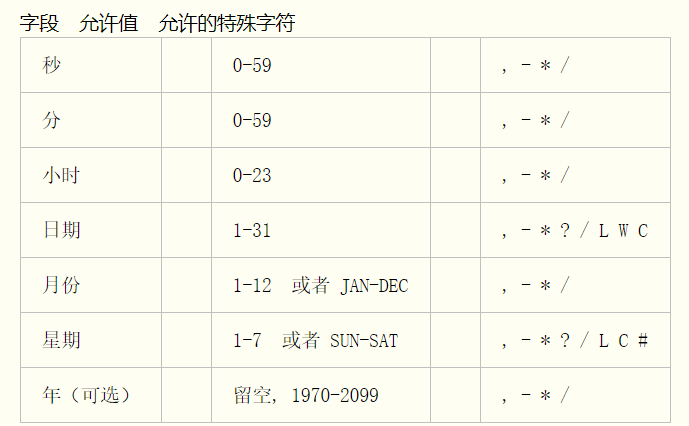 字段 允许值 允许的特殊字符
秒 0-59 , - * /
分 0-59 , - * /
小时 0-23 , - * /
日期 1-31 , - * ? / L W C
月份 1-12 或者 JAN-DEC , - * /
星期 1-7 或者 SUN-SAT , - * ? / L C #
年（可选） 留空, 1970-2099 , - * /